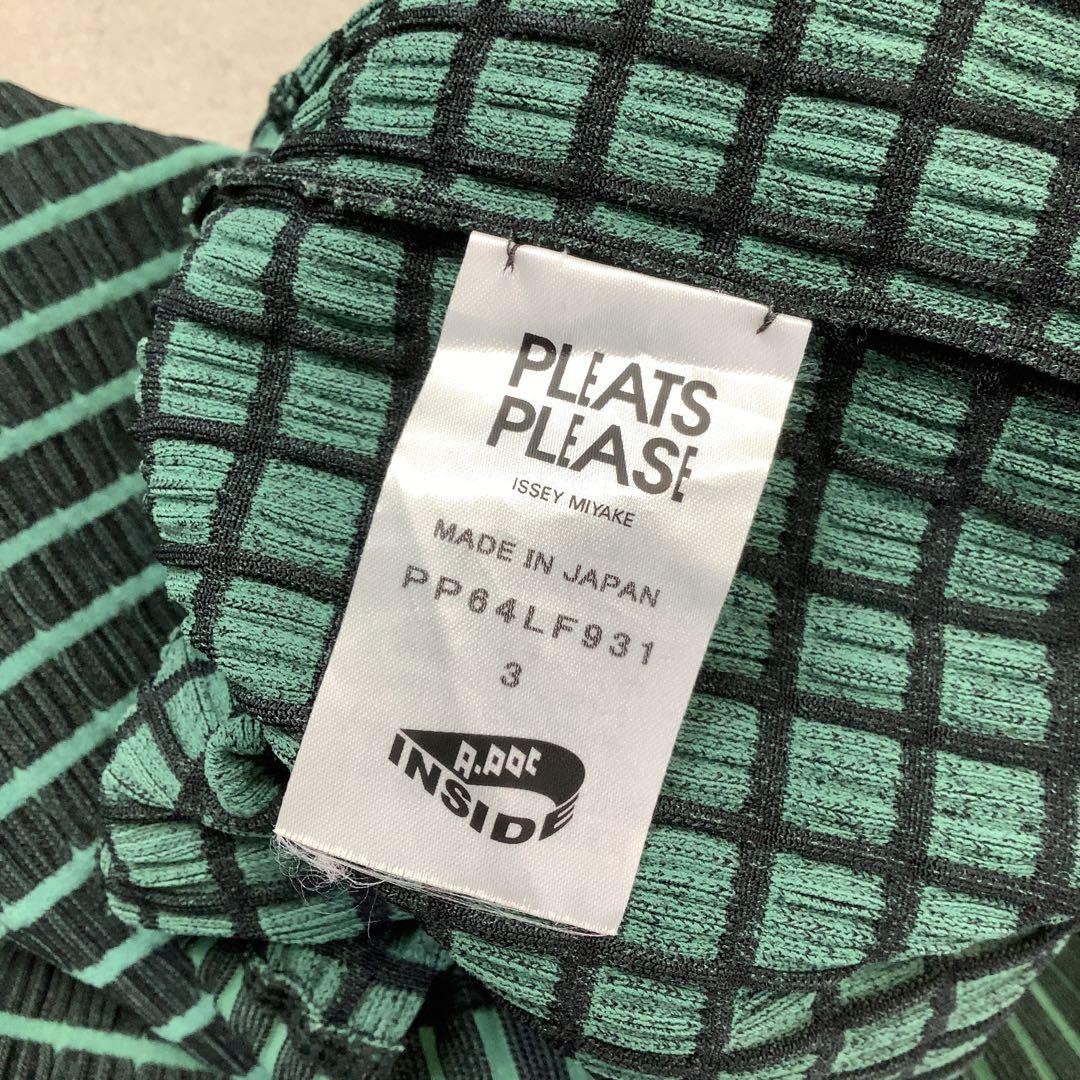 PLEATS
PLEASE
ISSEY MIYAKE
MADE IN JAPAN
PP64LF931
3
A.POC
INSIDE